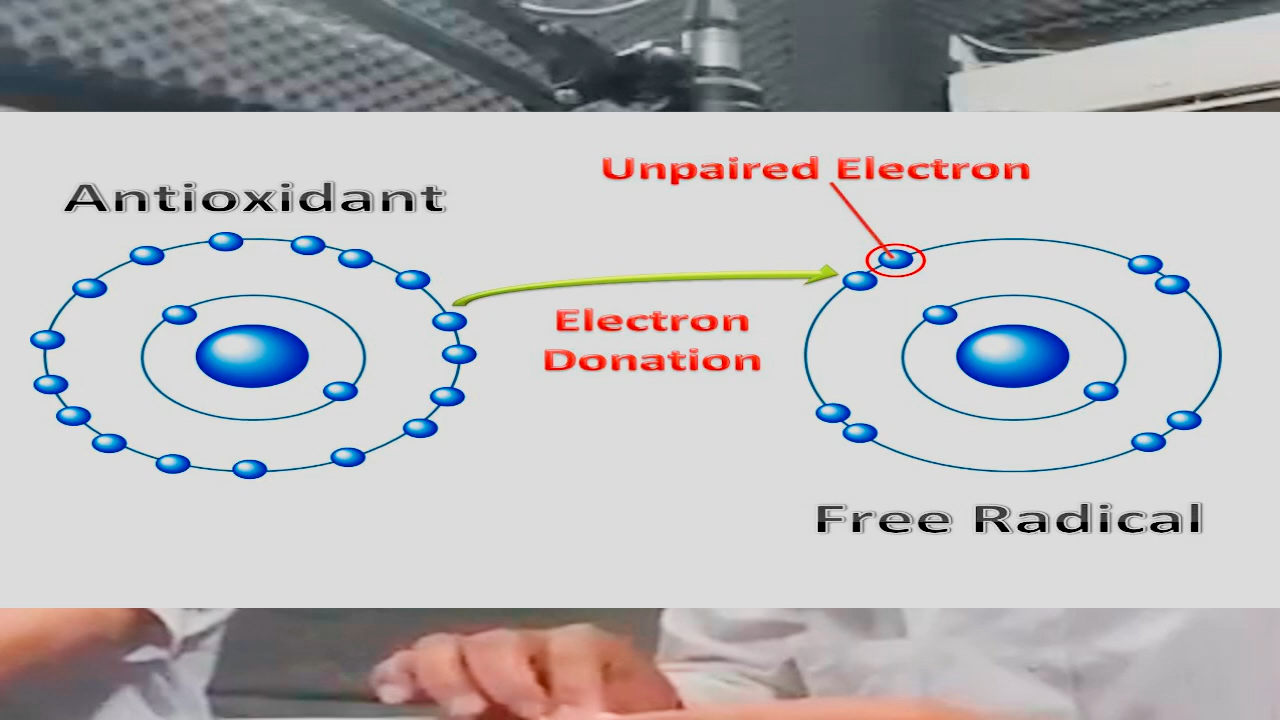 Unpaired Electron
Antioxidant
Electron
Donation
Free Radical